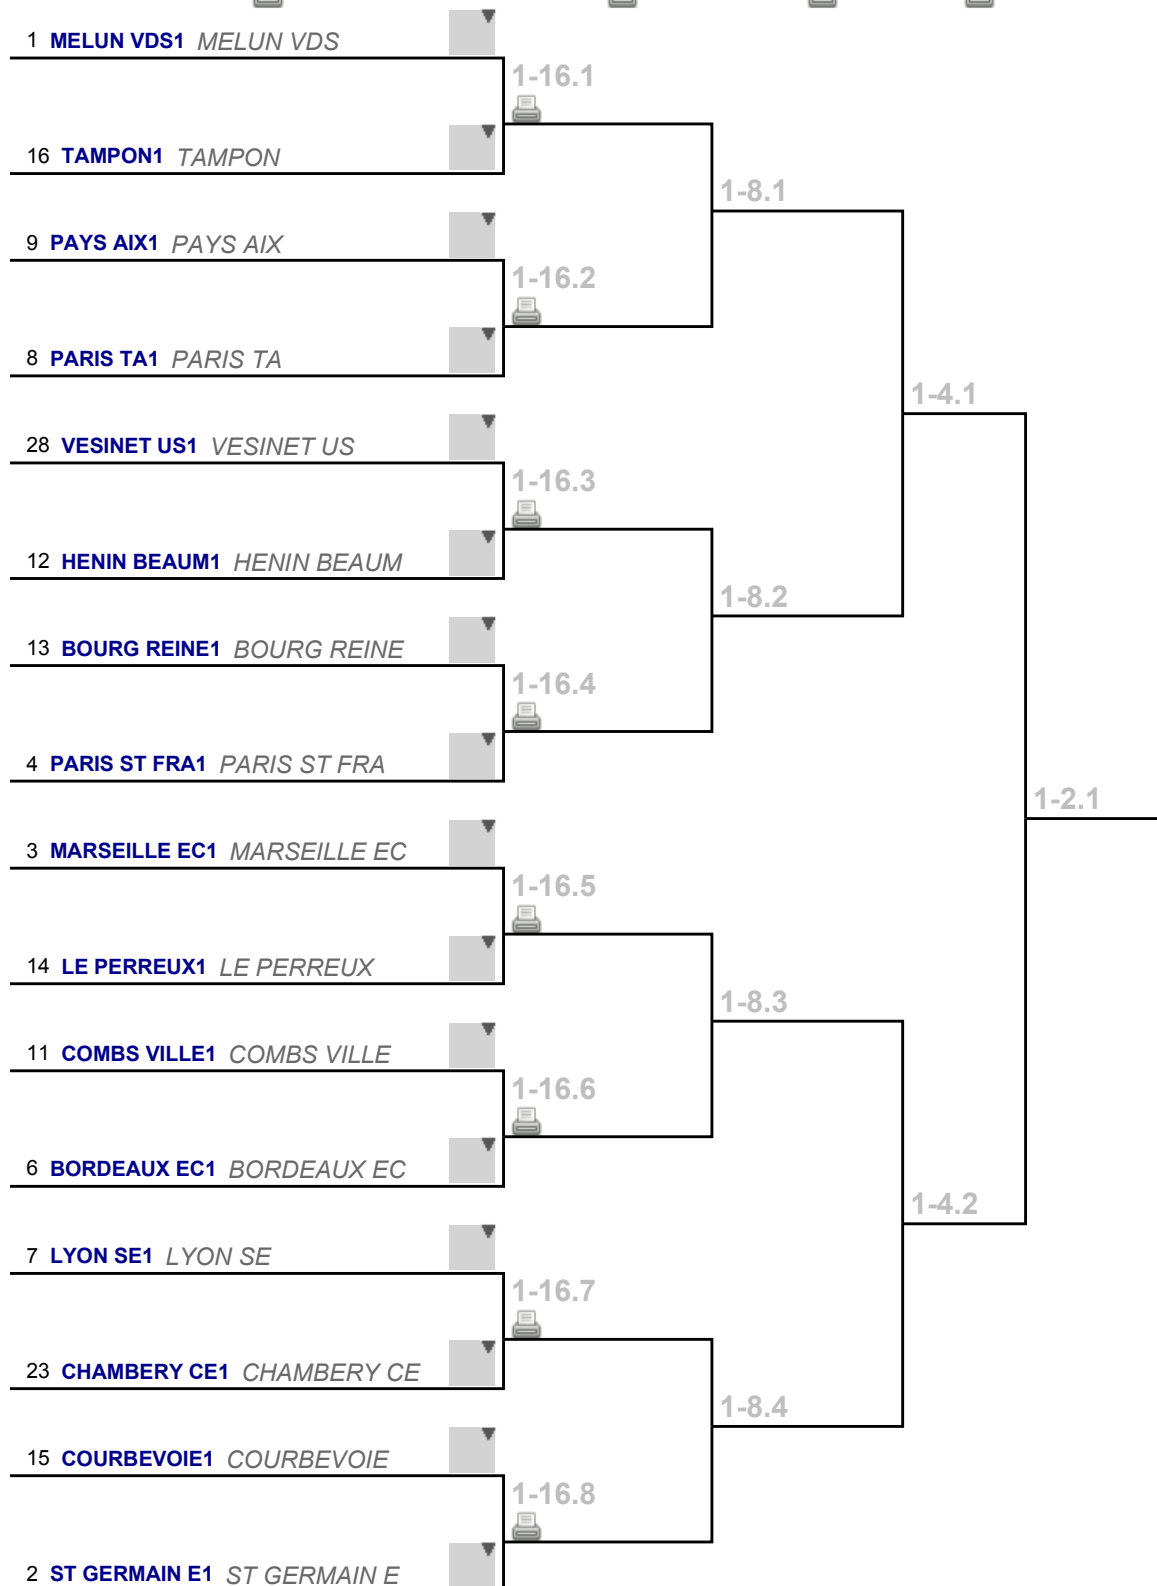 1 MELUN VDS1 MELUN VDS
1-16.1
16 TAMPON1 TAMPON
1-8.1
9 PAYS AIX1 PAYS AIX
1-16.2
8 PARIS TA1 PARIS TA
1-4.1
28 VESINET US1 VESINET US
1-16.3
12 HENIN BEAUM1 HENIN BEAUM
1-8.2
13 BOURG REINE1 BOURG REINE
1-16.4
4 PARIS ST FRA1 PARIS ST FRA
1-2.1
3 MARSEILLE EC1 MARSEILLE EC
1-16.5
14 LE PERREUX1 LE PERREUX
1-8.3
11 COMBS VILLE1 COMBS VILLE
1-16.6
6 BORDEAUX EC1 BORDEAUX EC
1-4.2
7 LYON SE1 LYON SE
1-16.7
23 CHAMBERY CE1 CHAMBERY CE
1-8.4
15 COURBEVOIE1 COURBEVOIE
1-16.8
2 ST GERMAIN E1 ST GERMAIN E